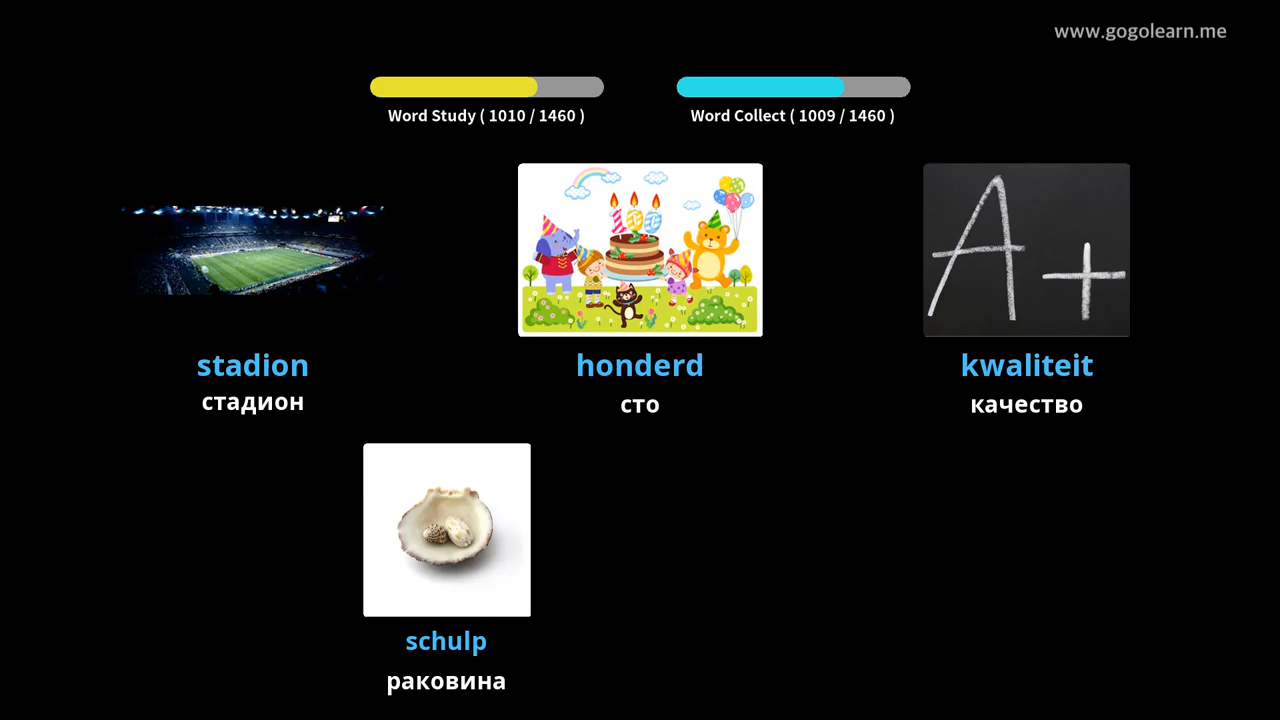 www.gogolearn.me
Word Study ( 1010 / 1460 )
Word Collect ( 1009 / 1460 )
100
A+
stadion
honderd
kwaliteit
стадион
сто
качество
schulp
раковина